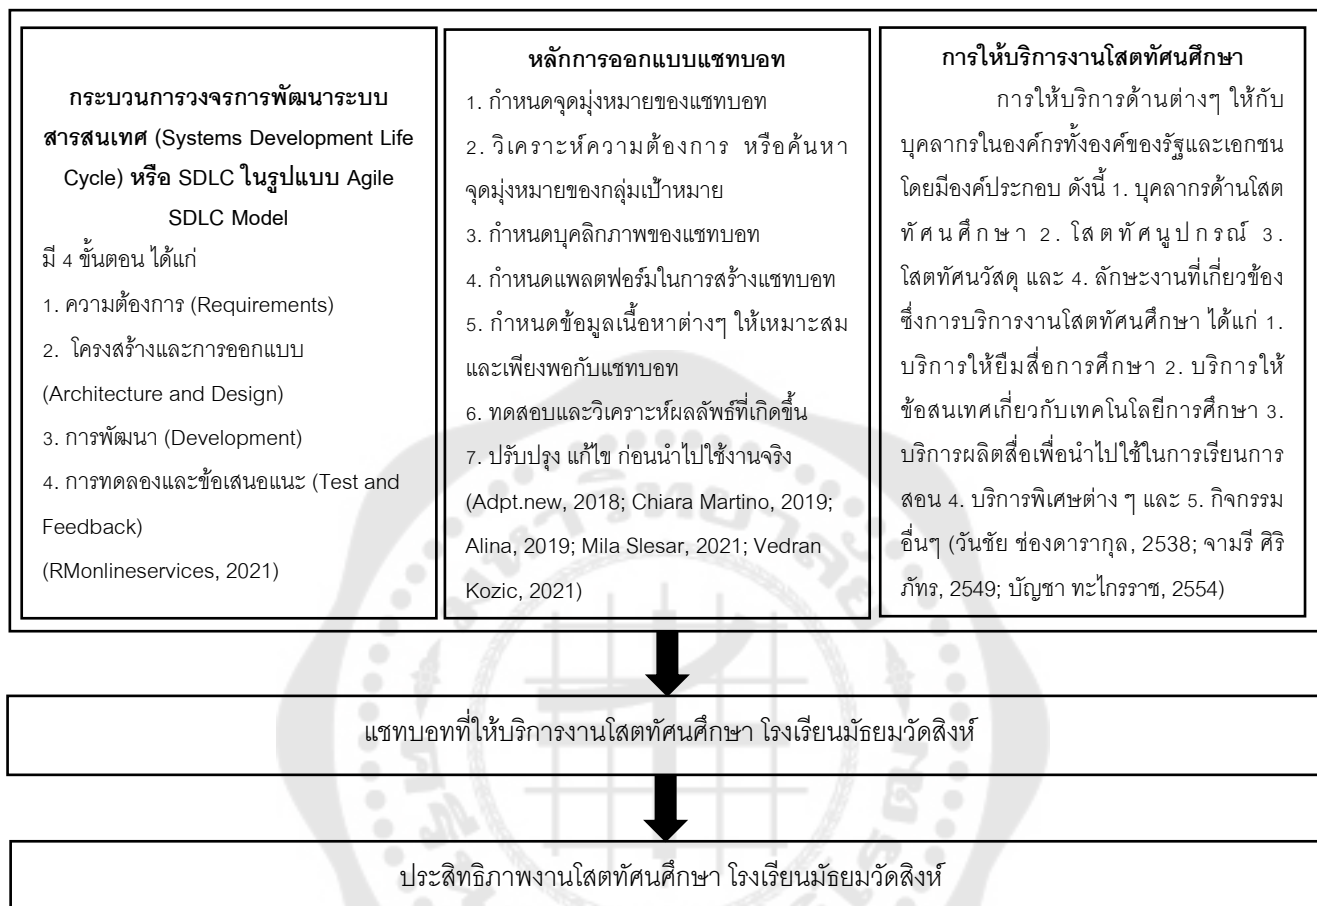 กระบวนการวงจรการพัฒนาระบบ
สารสนเทศ (Systems Development Life
Cycle) หรือ SDLC ในรูปแบบ Agile
SDLC Model
มี 4 ขั้นตอน ได้แก่
1. ความต้องการ (Requirements)
2. โครงสร้างและการออกแบบ
(Architecture and Design)
3. การพัฒนา (Development)
4. การทดลองและข้อเสนอแนะ (Test and
Feedback)
(RMonlineservices, 2021)
หลักการออกแบบแชทบอท
1. กำหนดจุดมุ่งหมายของแชทบอท
2. วิเคราะห์ความต้องการ หรือค้นหา
จุดมุ่งหมายของกลุ่มเป้าหมาย
3. กำหนดบุคลิกภาพของแชทบอท
4. กำหนดแพลตฟอร์มในการสร้างแชทบอท
5. กำหนดข้อมูลเนื้อหาต่างๆ ให้เหมาะสม
และเพียงพอกับแชทบอท
6. ทดสอบและวิเคราะห์ผลลัพธ์ที่เกิดขึ้น
7. ปรับปรุง แก้ไข ก่อนนำไปใช้งานจริง
(Adpt.new, 2018; Chiara Martino, 2019;
Alina, 2019; Mila Slesar, 2021; Vedran
Kozic, 2021)
การให้บริการงานโสตทัศนศึกษา
การให้บริการด้านต่างๆ ให้กับ
บุคลากรในองค์กรทั้งองค์ของรัฐและเอกชน
โดยมีองค์ประกอบ ดังนี้ 1. บุคลากรด้านโสต
ทัศนศึกษา 2. โสตทัศนูปกรณ์ 3.
โสตทัศนวัสดุ และ 4. ลักษะงานที่เกี่ยวข้อง
ซึ่งการบริการงานโสตทัศนศึกษา ได้แก่ 1.
บริการให้ยืมสื่อการศึกษา 2. บริการให้
ข้อสนเทศเกี่ยวกับเทคโนโลยีการศึกษา 3.
บริการผลิตสื่อเพื่อนำไปใช้ในการเรียนการ
สอน 4. บริการพิเศษต่าง ๆ และ 5. กิจกรรม
อื่นๆ (วันชัย ช่องดารากุล, 2538; จามรี ศิริ
ภัทร, 2549; บัญชา ทะไกรราช, 2554)
แชทบอทที่ให้บริการงานโสตทัศนศึกษา โรงเรียนมัธยมวัดสิงห์
ประสิทธิภาพงานโสตทัศนศึกษา โรงเรียนมัธยมวัดสิงห์